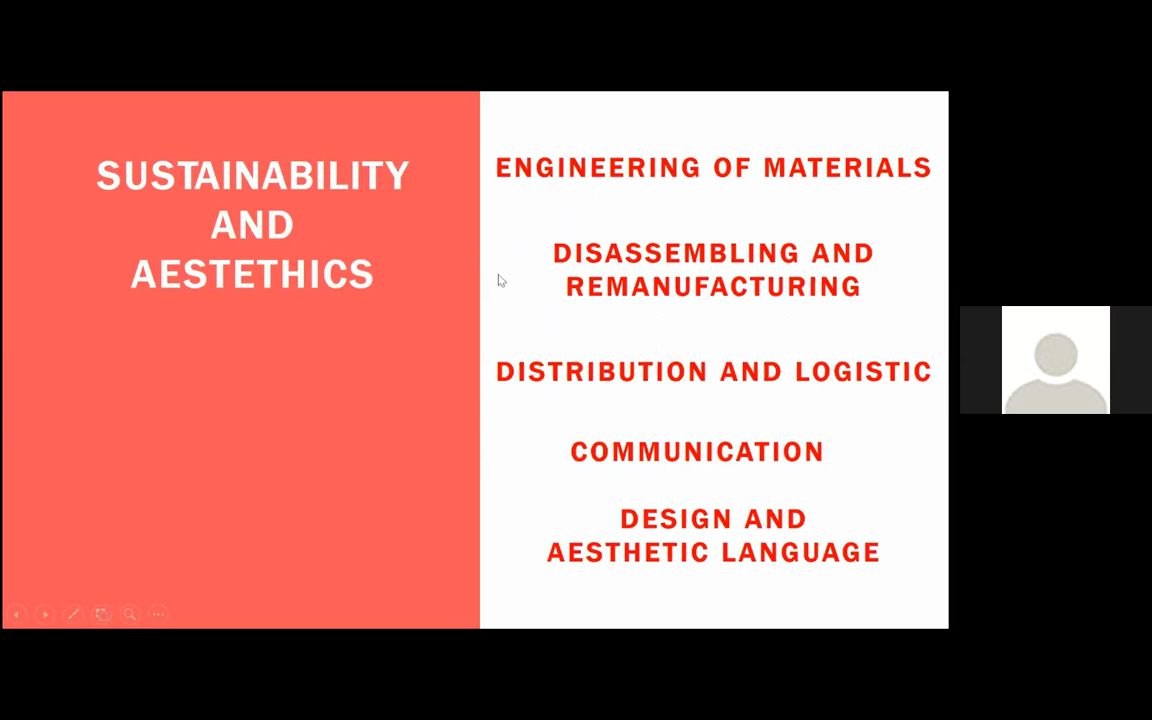 SUSTAINABILITY
AND
AESTETHICS
ENGINEERING OF MATERIALS
DISASSEMBLING AND
REMANUFACTURING
DISTRIBUTION AND LOGISTIC
COMMUNICATION
DESIGN AND
AESTHETIC LANGUAGE